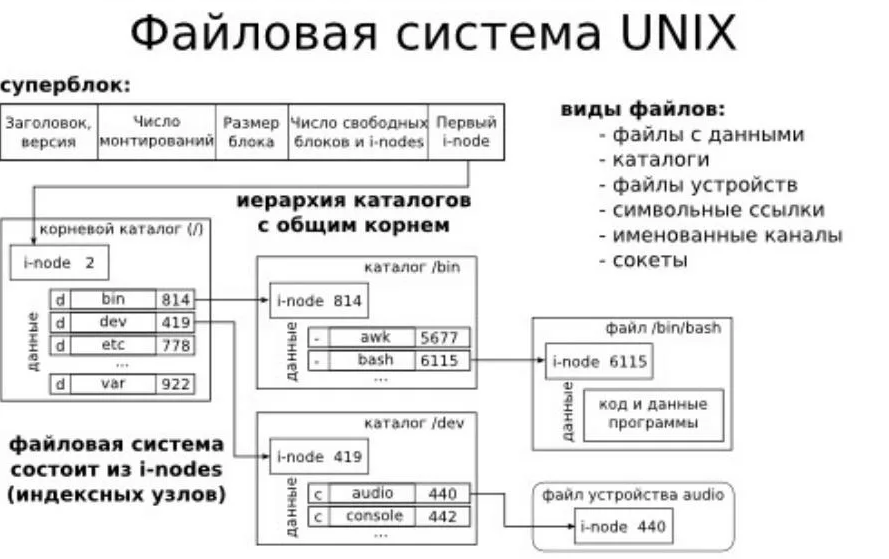 Файловая система UNIX
суперблок:
Заголовок, версия
Число монтирований
Размер блока
Число свободных блоков и i-nodes
Первый i-node
виды файлов:
- файлы с данными
- каталоги
- файлы устройств
- символьные ссылки
- именованные каналы
- сокеты
иерархия каталогов
с общим корнем
корневой каталог (/)
i-node 2
данные
d bin 814
d dev 419
d etc 778
...
d var 922
каталог /bin
i-node 814
данные
- awk 5677
- bash 6115
...
файл /bin/bash
i-node 6115
данные
код и данные
программы
файловая система
состоит из i-nodes
(индексных узлов)
каталог /dev
i-node 419
данные
c audio 440
c console 442
...
файл устройства audio
i-node 440